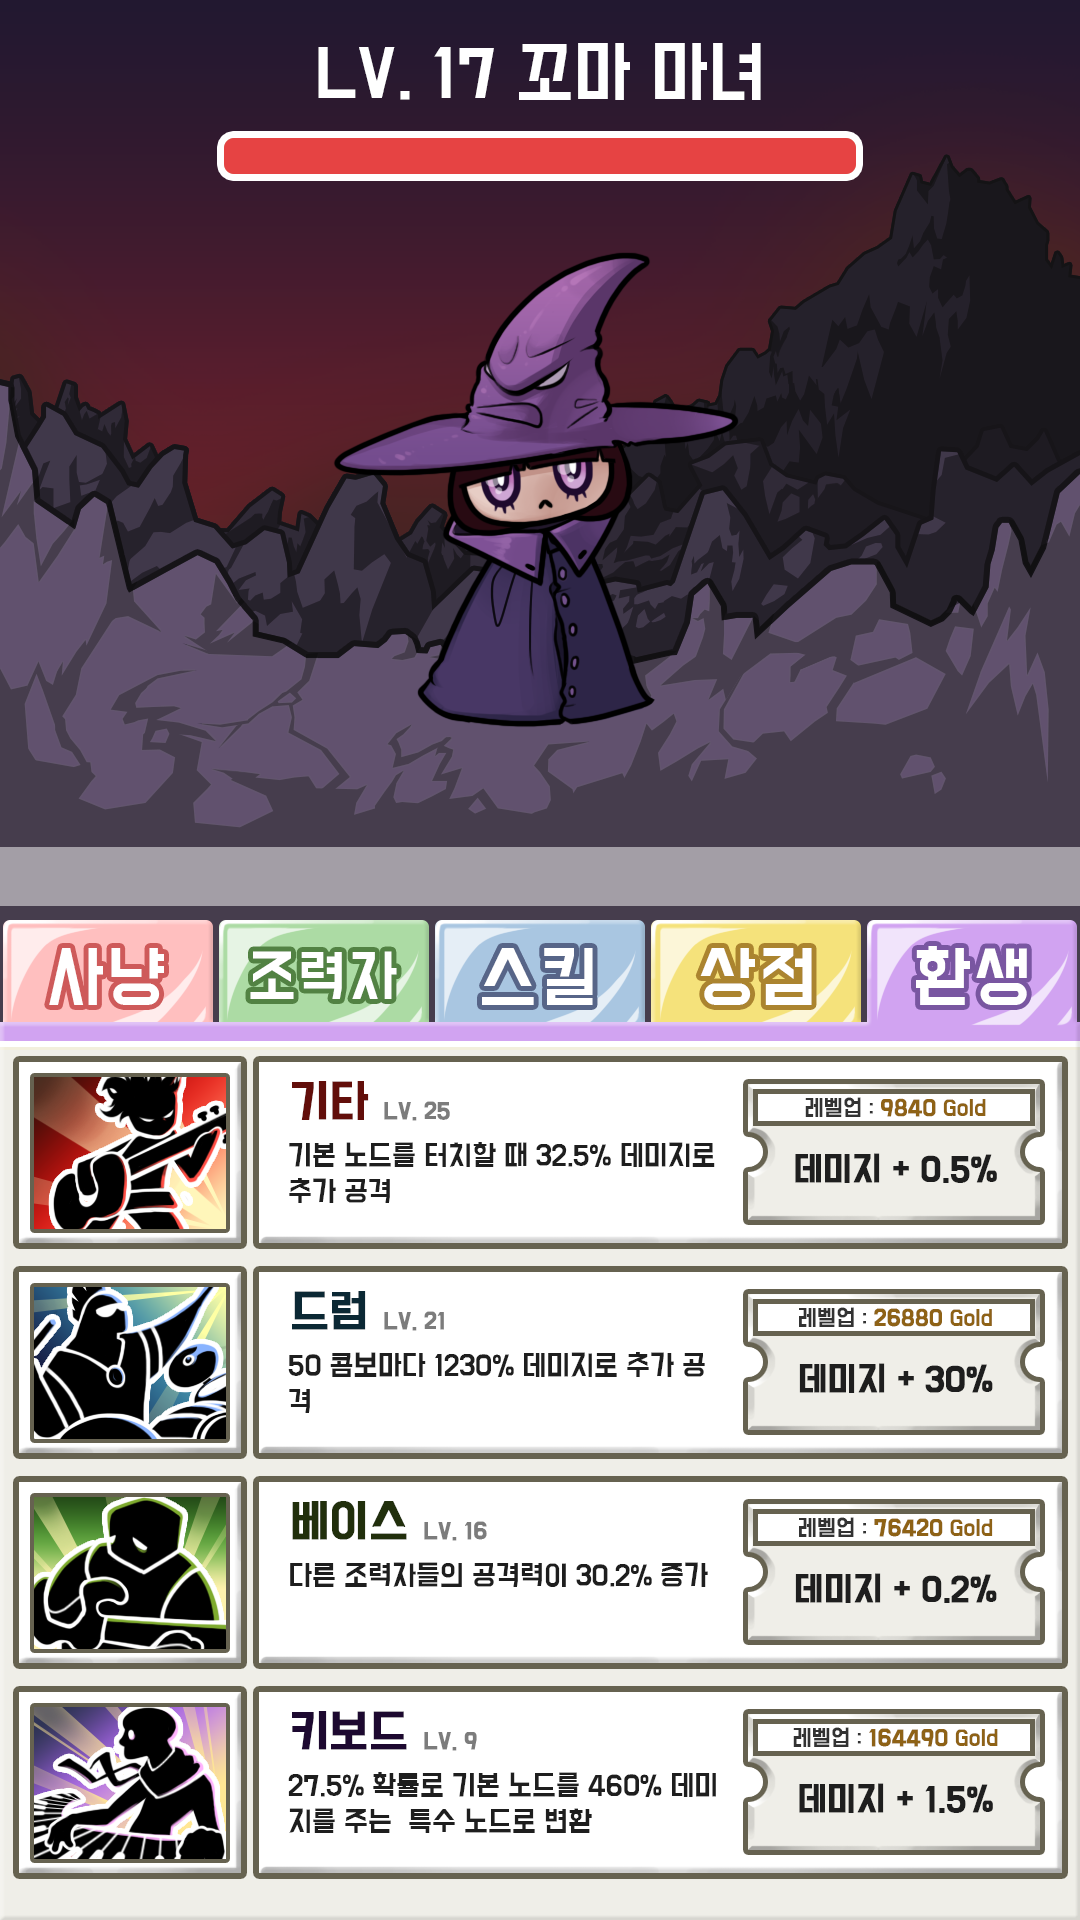 LV. 17 꼬마 마녀
사냥
조력자
스킬
상점
환생
기타 LV. 25
기본 노드를 터치할 때 32.5% 데미지로
추가 공격
레벨업 : 9840 Gold
데미지 + 0.5%
드럼 LV. 21
50 콤보마다 1230% 데미지로 추가 공
격
레벨업 : 26880 Gold
데미지 + 30%
베이스 LV. 16
다른 조력자들의 공격력이 30.2% 증가
레벨업 : 76420 Gold
데미지 + 0.2%
키보드 LV. 9
27.5% 확률로 기본 노드를 460% 데미
지를 주는 특수 노드로 변환
레벨업 : 164490 Gold
데미지 + 1.5%